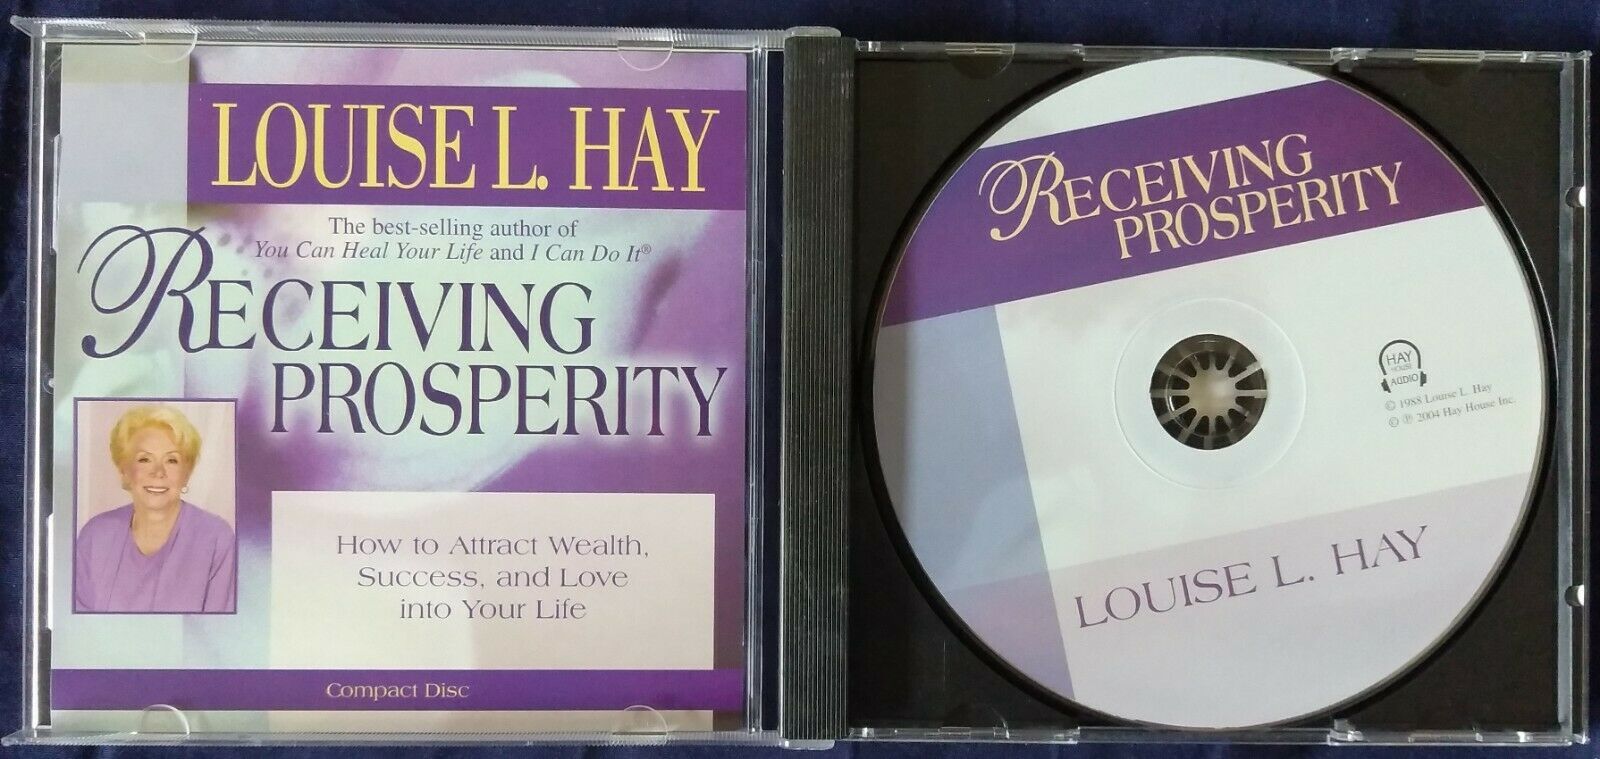 LOUISE L. HAY
The best-selling author of
You Can Heal Your Life and I Can Do It®
RECEIVING
PROSPERITY
How to Attract Wealth,
Success, and Love
into Your Life
Compact Disc
RECEIVING
PROSPERITY
HAY
HOUSE
AUDIO
© 1988 Louise L. Hay
© ℗ 2004 Hay House Inc.
LOUISE L. HAY